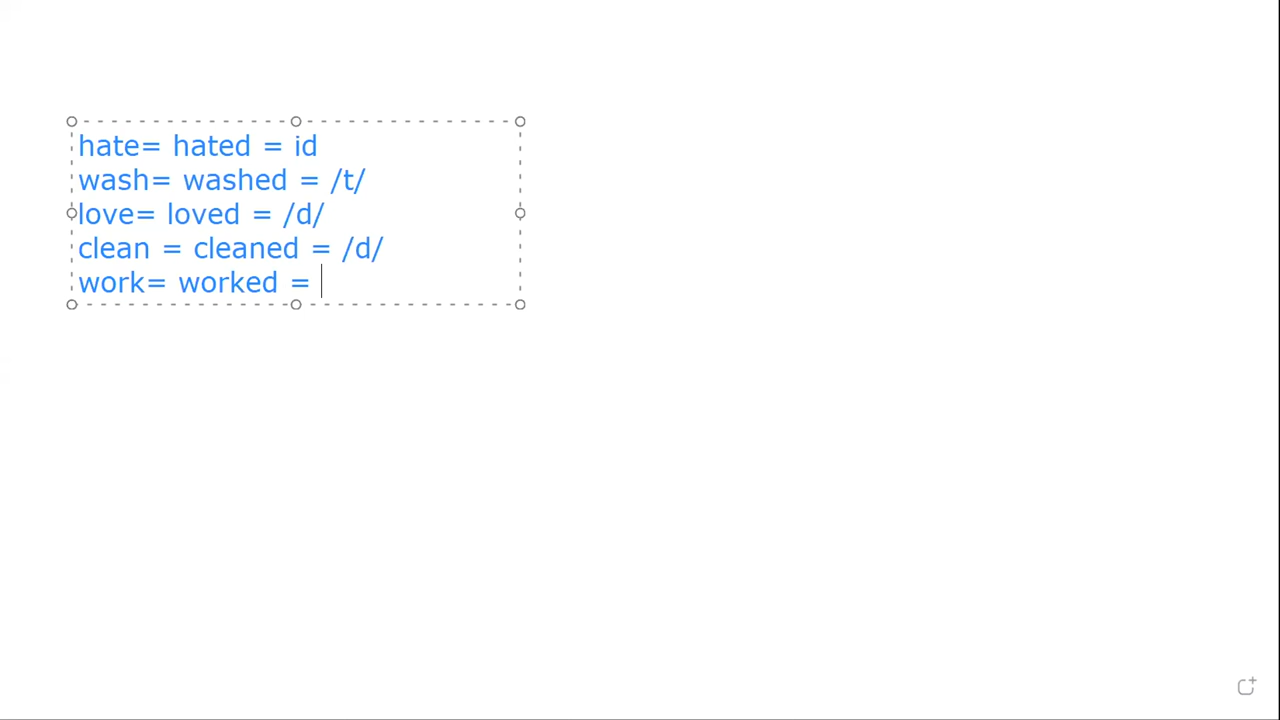 hate= hated = id
wash= washed = /t/
love= loved = /d/
clean = cleaned = /d/
work= worked =